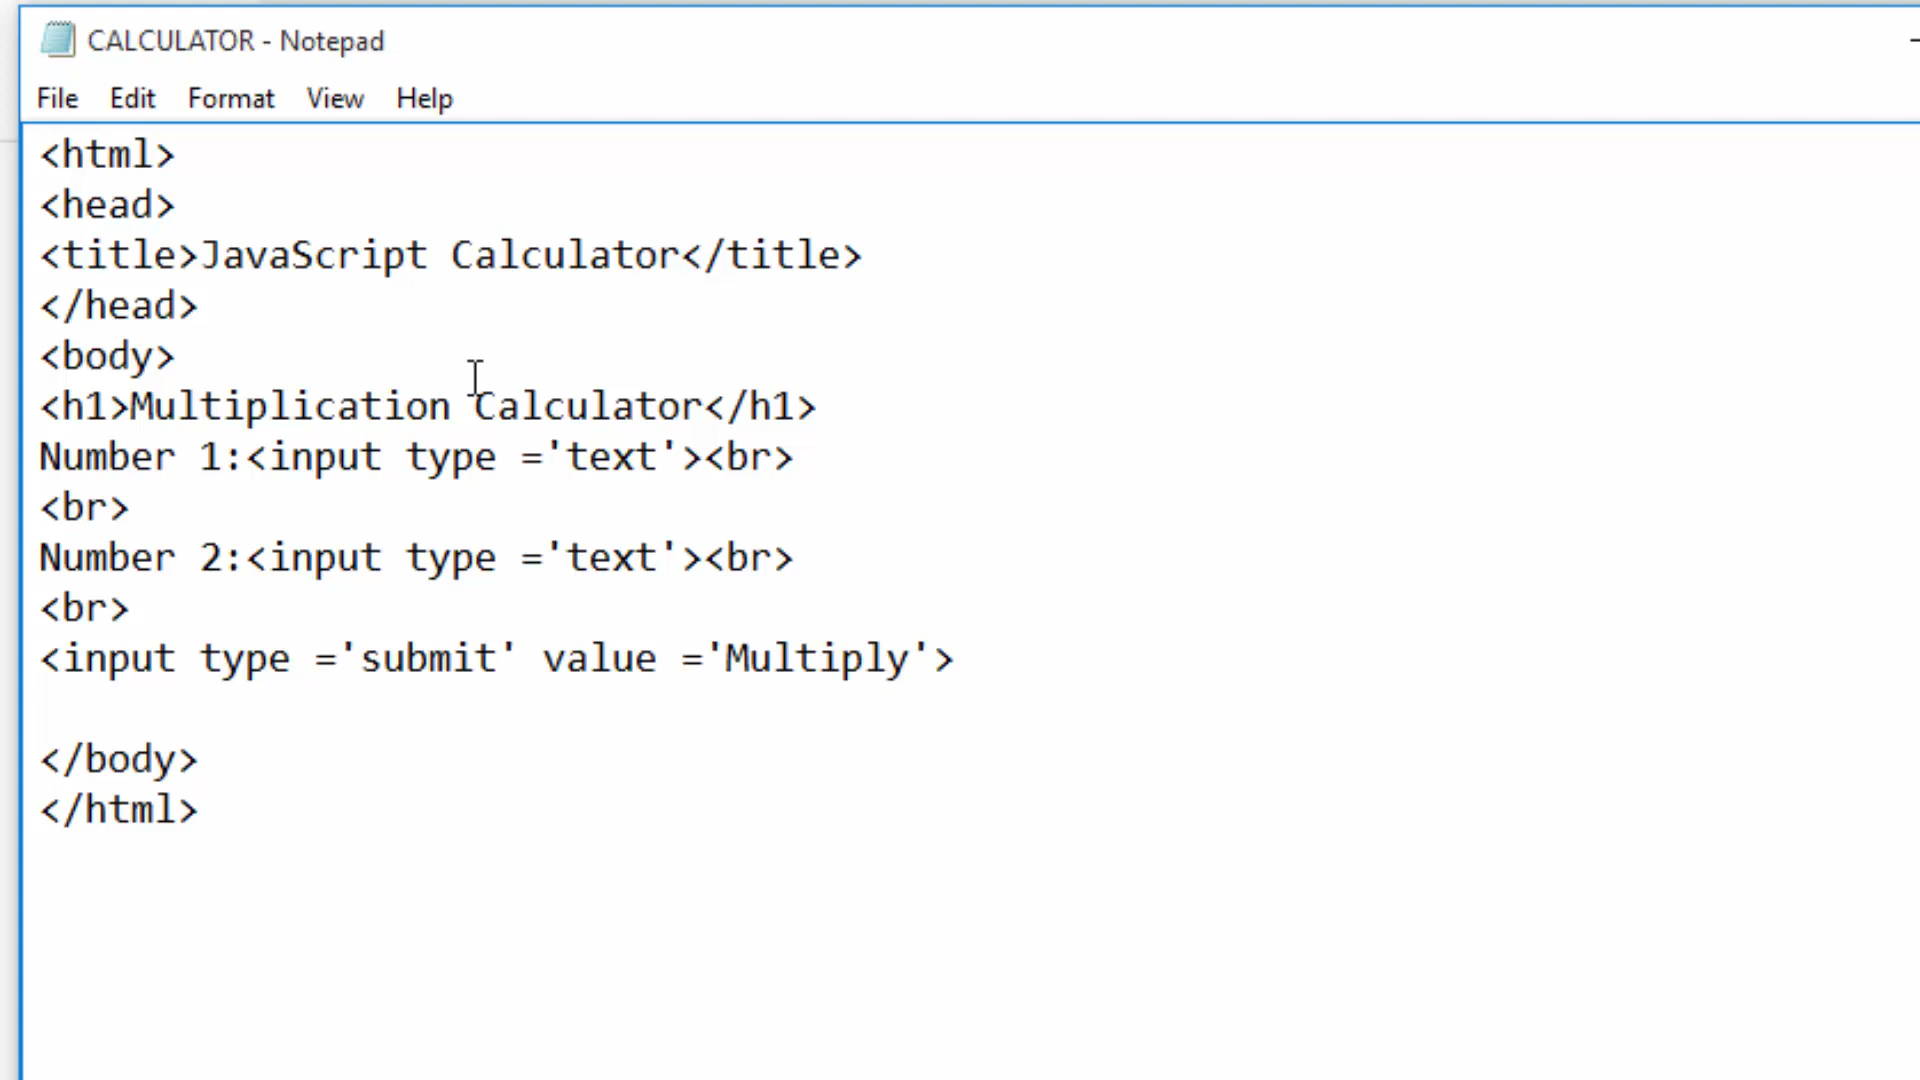 CALCULATOR - Notepad
File Edit Format View Help
<html>
<head>
<title>JavaScript Calculator</title>
</head>
<body>
<h1>Multiplication Calculator</h1>
Number 1:<input type ='text'><br>
<br>
Number 2:<input type ='text'><br>
<br>
<input type ='submit' value ='Multiply'>
</body>
</html>